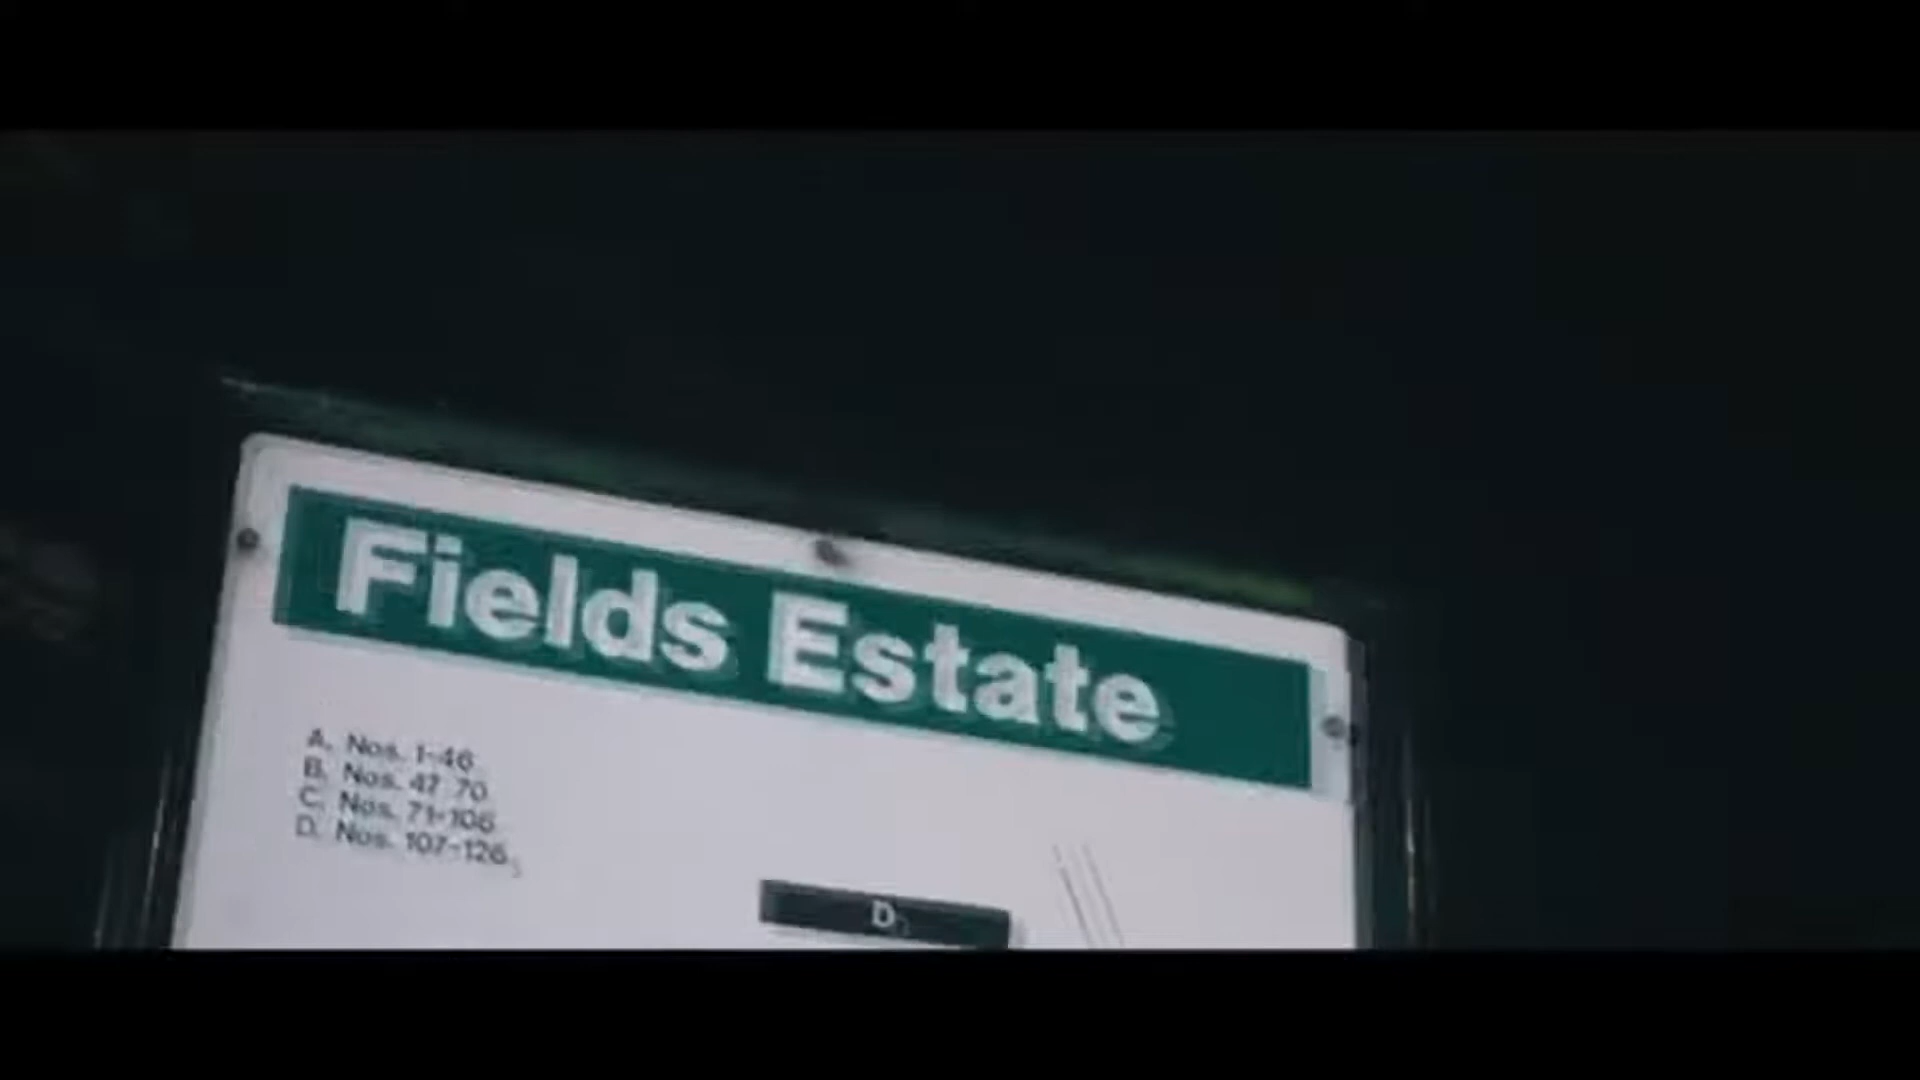 Fields Estate
A. Nos. 1-46
B. Nos. 47-70
C. Nos. 71-106
D. Nos. 107-126
D